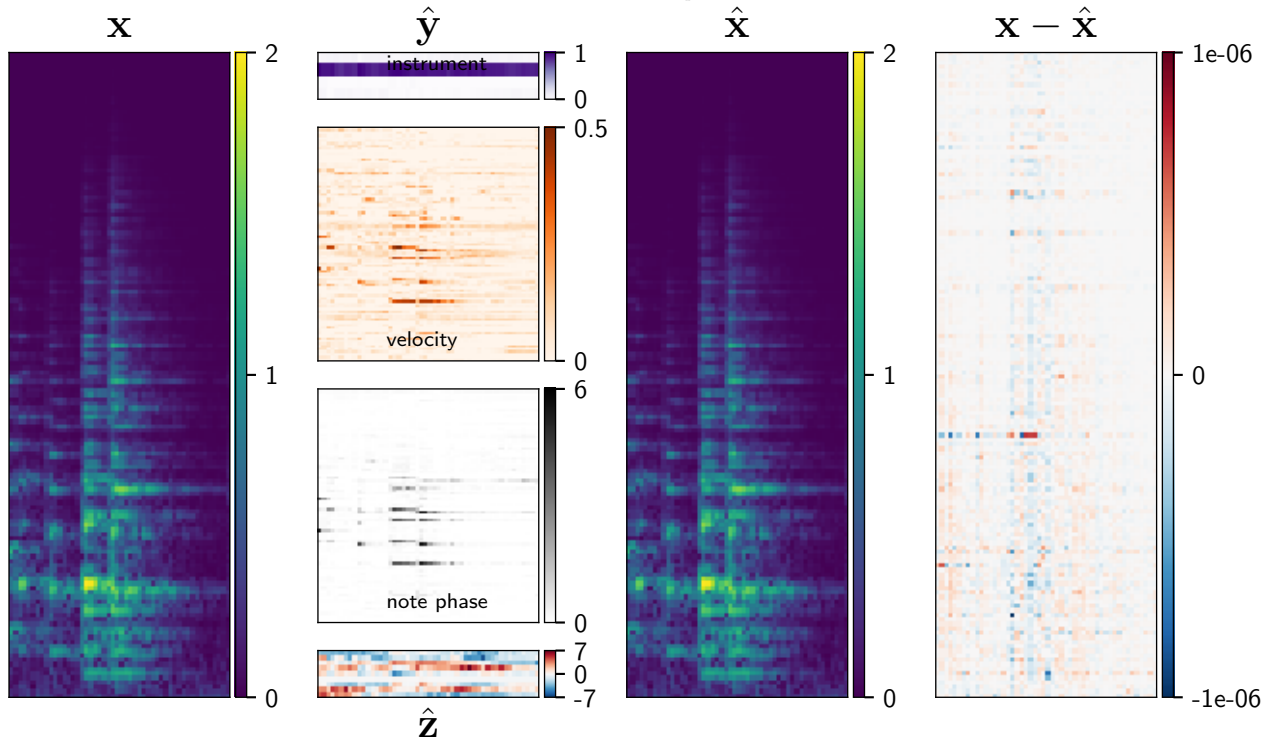 x
ŷ
x̂
x − x̂
2
1
0
instrument
1
0
0.5
0
velocity
6
0
note phase
7
0
-7
ẑ
2
1
0
1e-06
0
-1e-06